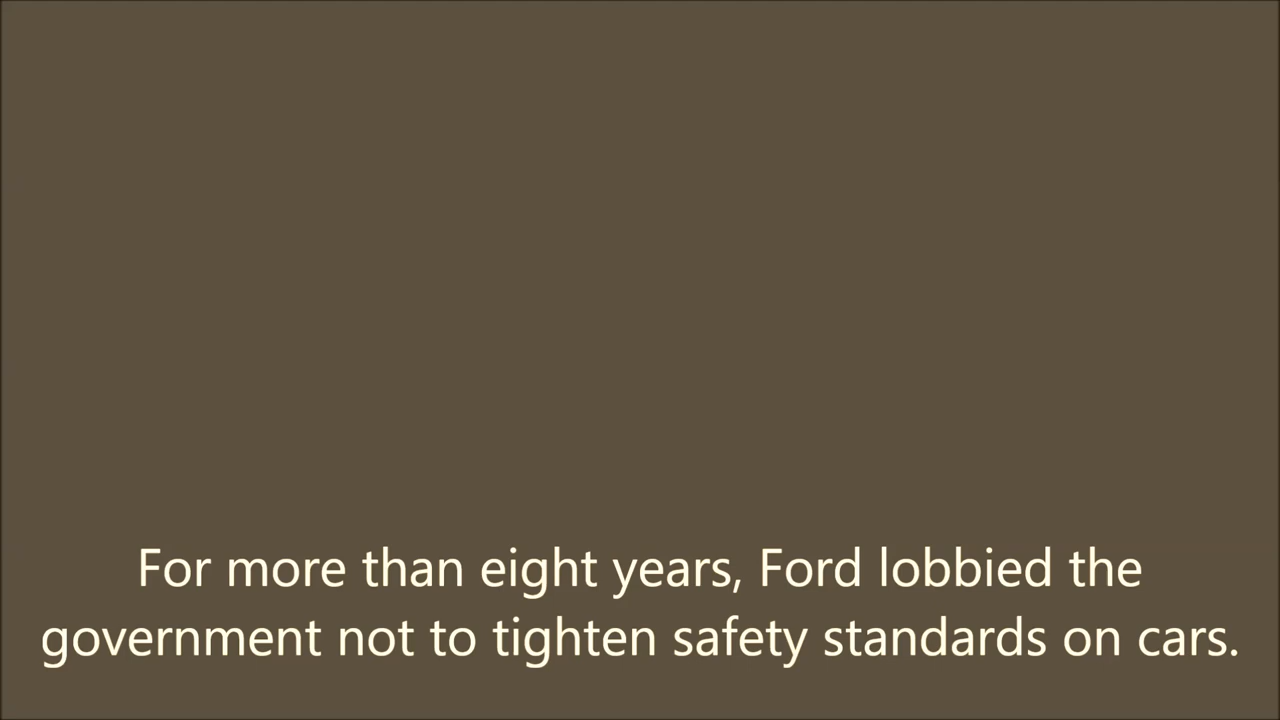 For more than eight years, Ford lobbied the
government not to tighten safety standards on cars.